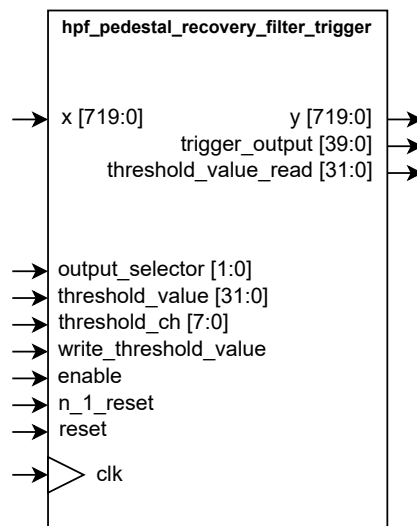 hpf_pedestal_recovery_filter_trigger
x [719:0] y [719:0]
trigger_output [39:0]
threshold_value_read [31:0]
output_selector [1:0]
threshold_value [31:0]
threshold_ch [7:0]
write_threshold_value
enable
n_1_reset
reset
clk